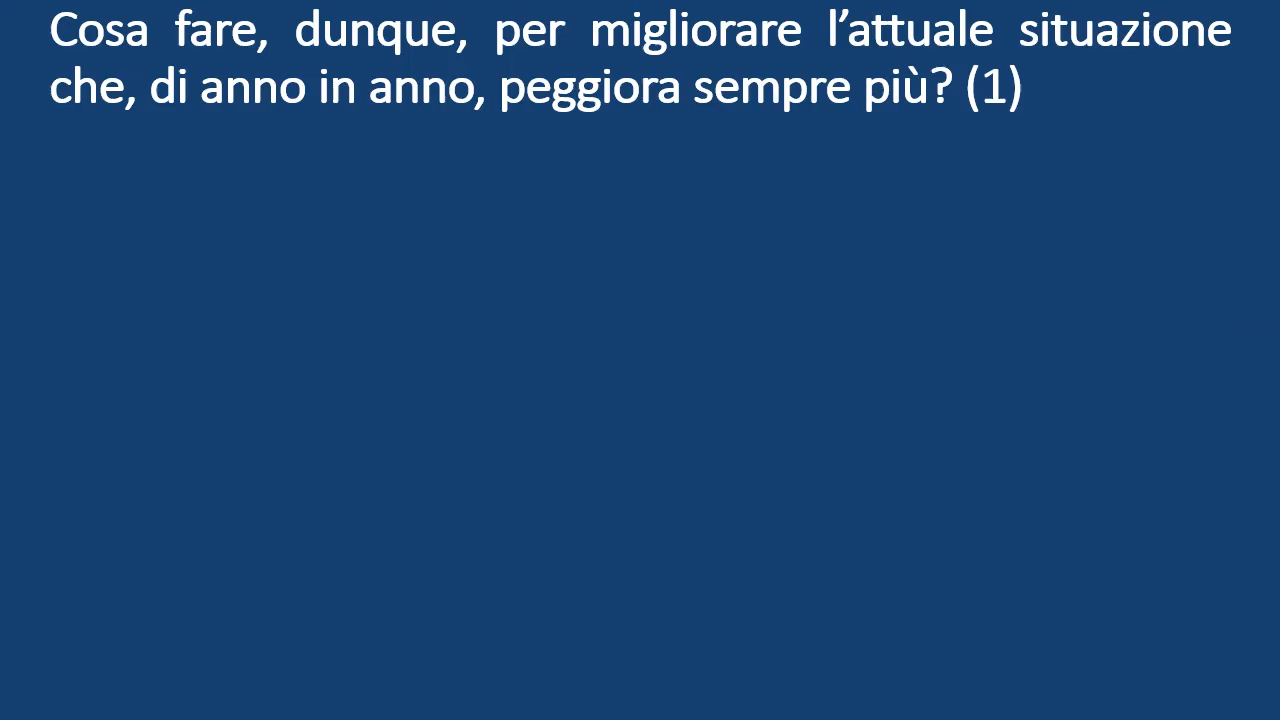 Cosa fare, dunque, per migliorare l’attuale situazione
che, di anno in anno, peggiora sempre più? (1)